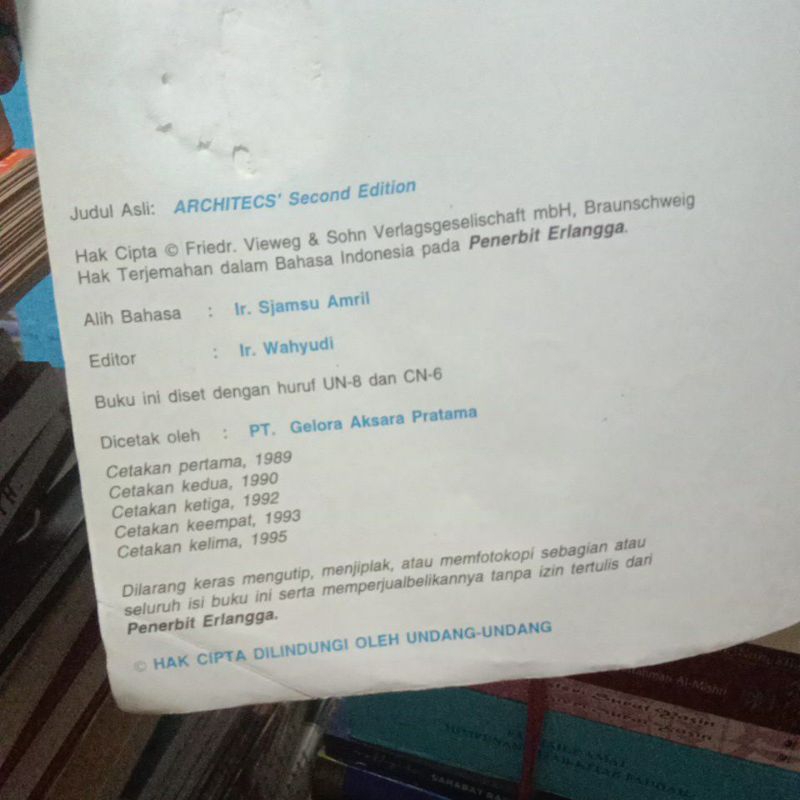 Judul Asli: ARCHITECS' Second Edition
Hak Cipta © Friedr. Vieweg & Sohn Verlagsgeselischaft mbH, Braunschweig
Hak Terjemahan dalam Bahasa Indonesia pada Penerbit Erlangga.
Alih Bahasa : Ir. Sjamsu Amril
Editor : Ir. Wahyudi
Buku ini diset dengan huruf UN-8 dan CN-6
Dicetak oleh : PT. Gelora Aksara Pratama
Cetakan pertama, 1989
Cetakan kedua, 1990
Cetakan ketiga, 1992
Cetakan keempat, 1993
Cetakan kelima, 1995
Dilarang keras mengutip, menjiplak, atau memfotokopi sebagian atau
seluruh isi buku ini serta memperjualbelikannya tanpa izin tertulis dari
Penerbit Erlangga.
© HAK CIPTA DILINDUNGI OLEH UNDANG-UNDANG